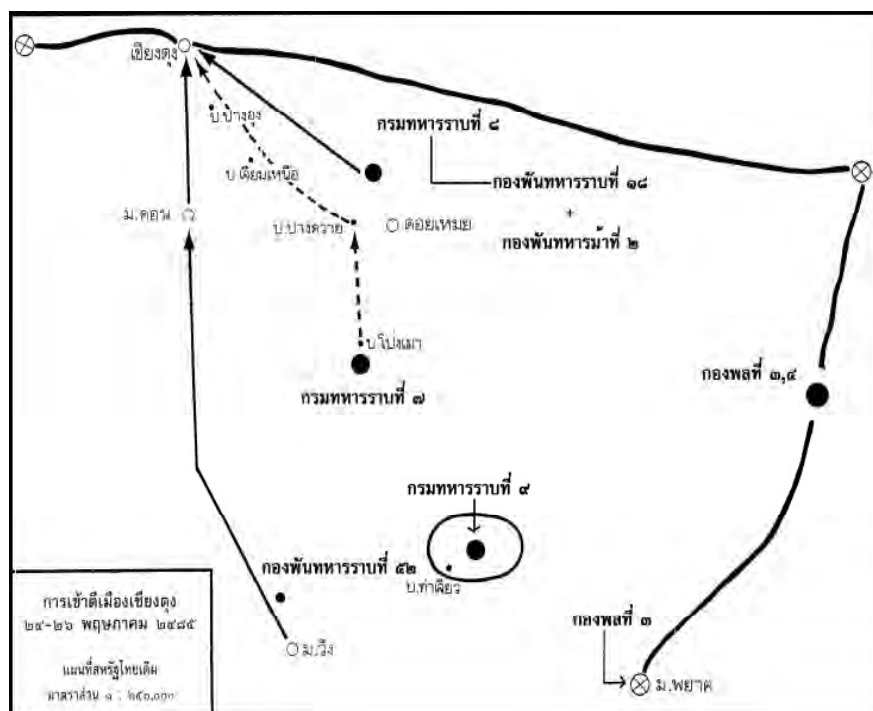 เชียงตุง
บ.ปางยุง
กรมทหารราบที่ ๘
บ.เคียมเหนือ
กองพันทหารราบที่ ๑๘
+
กองพันทหารม้าที่ ๒
ม.คอน
บ.ปางควาย
ดอยเหมย
บ.โป่งเมา
กรมทหารราบที่ ๗
กองพลที่ ๓,๔
กรมทหารราบที่ ๙
กองพันทหารราบที่ ๕๒
บ.ท่าเดียว
กองพลที่ ๓
ม.วึง
ม.พยาค
การเข้าตีเมืองเชียงตุง
๒๔-๒๖ พฤษภาคม ๒๔๘๕
แผนที่สหรัฐไทยเดิม
มาตราส่วน ๑ : ๒๕๐,๐๐๐